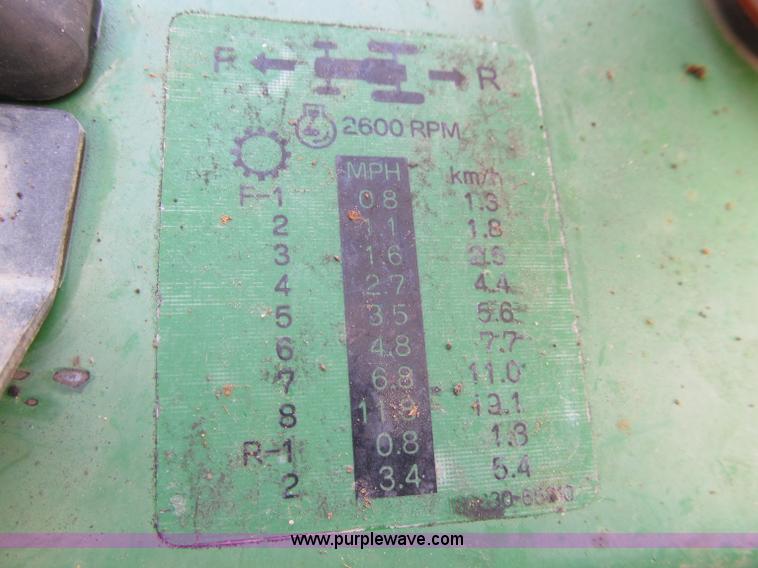 F R
2600 RPM
MPH km/h
F-1 0.8 1.3
2 1.1 1.8
3 1.6 2.5
4 2.7 4.4
5 3.5 5.6
6 4.8 7.7
7 6.8 11.0
8
R-1 0.8 1.3
2 3.4 5.4
www.purplewave.com